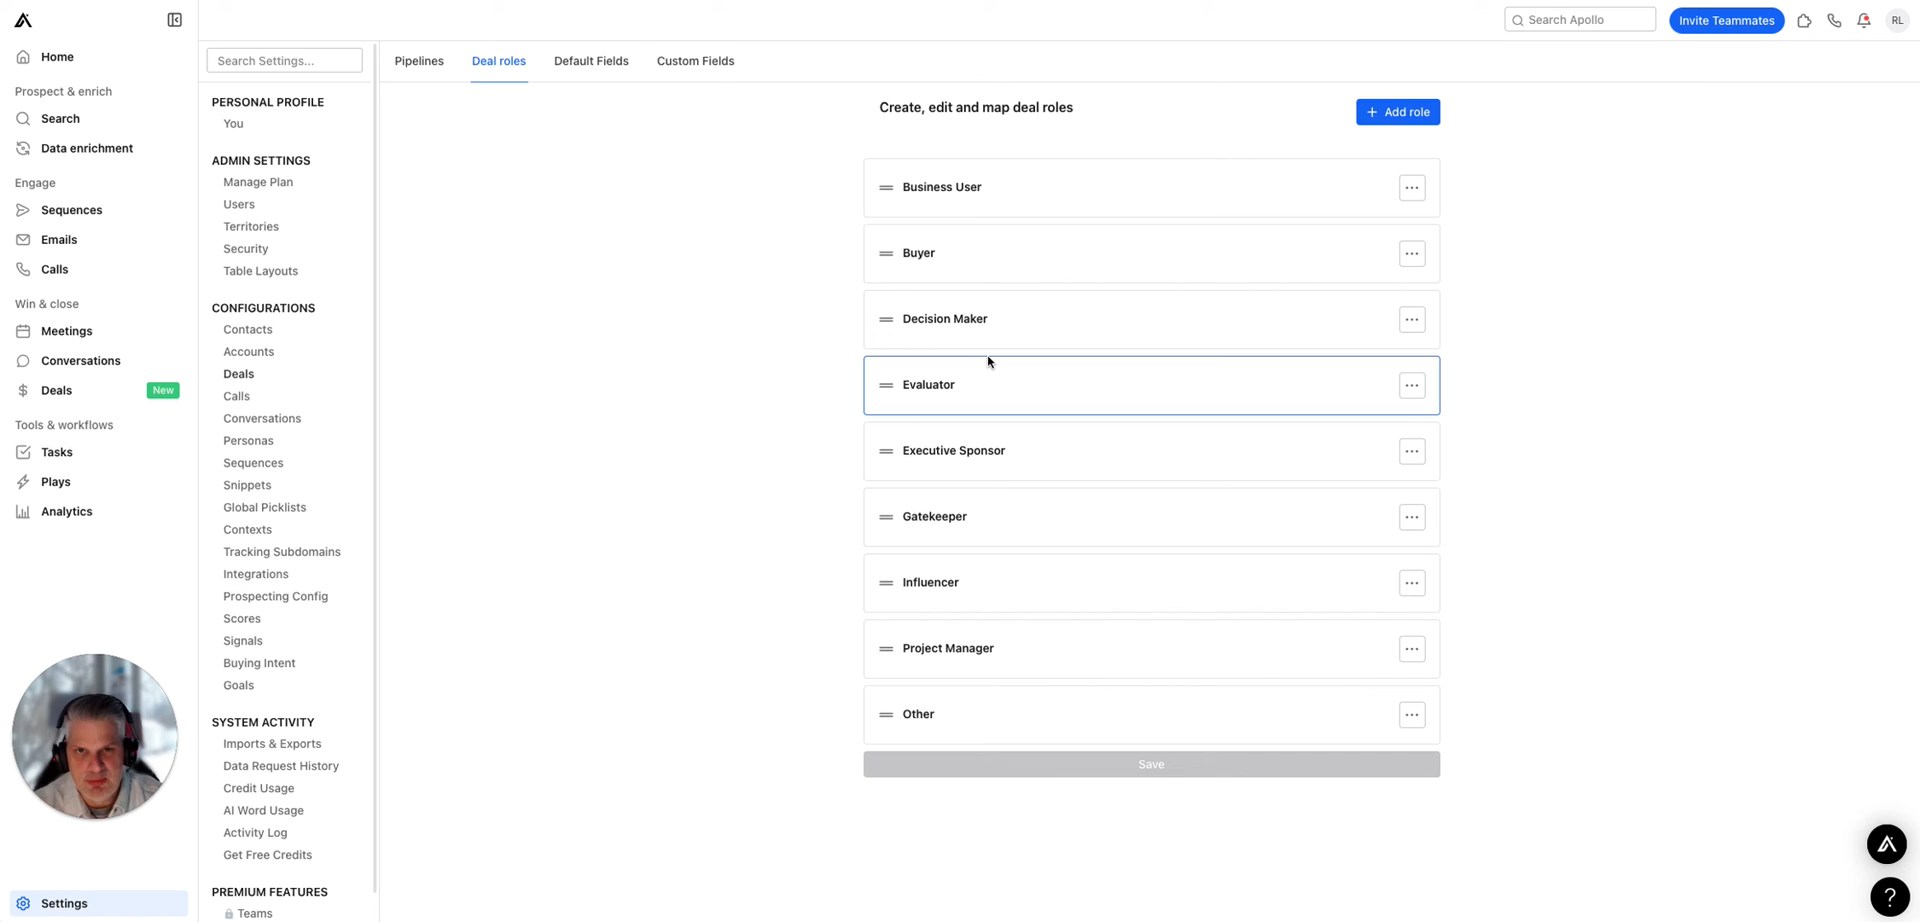 Search Apollo
Invite Teammates
RL
Home
Prospect & enrich
Search
Data enrichment
Engage
Sequences
Emails
Calls
Win & close
Meetings
Conversations
Deals
New
Tools & workflows
Tasks
Plays
Analytics
Settings
Search Settings...
PERSONAL PROFILE
You
ADMIN SETTINGS
Manage Plan
Users
Territories
Security
Table Layouts
CONFIGURATIONS
Contacts
Accounts
Deals
Calls
Conversations
Personas
Sequences
Snippets
Global Picklists
Contexts
Tracking Subdomains
Integrations
Prospecting Config
Scores
Signals
Buying Intent
Goals
SYSTEM ACTIVITY
Imports & Exports
Data Request History
Credit Usage
AI Word Usage
Activity Log
Get Free Credits
PREMIUM FEATURES
Teams
Pipelines
Deal roles
Default Fields
Custom Fields
Create, edit and map deal roles
+ Add role
Business User
Buyer
Decision Maker
Evaluator
Executive Sponsor
Gatekeeper
Influencer
Project Manager
Other
Save
?